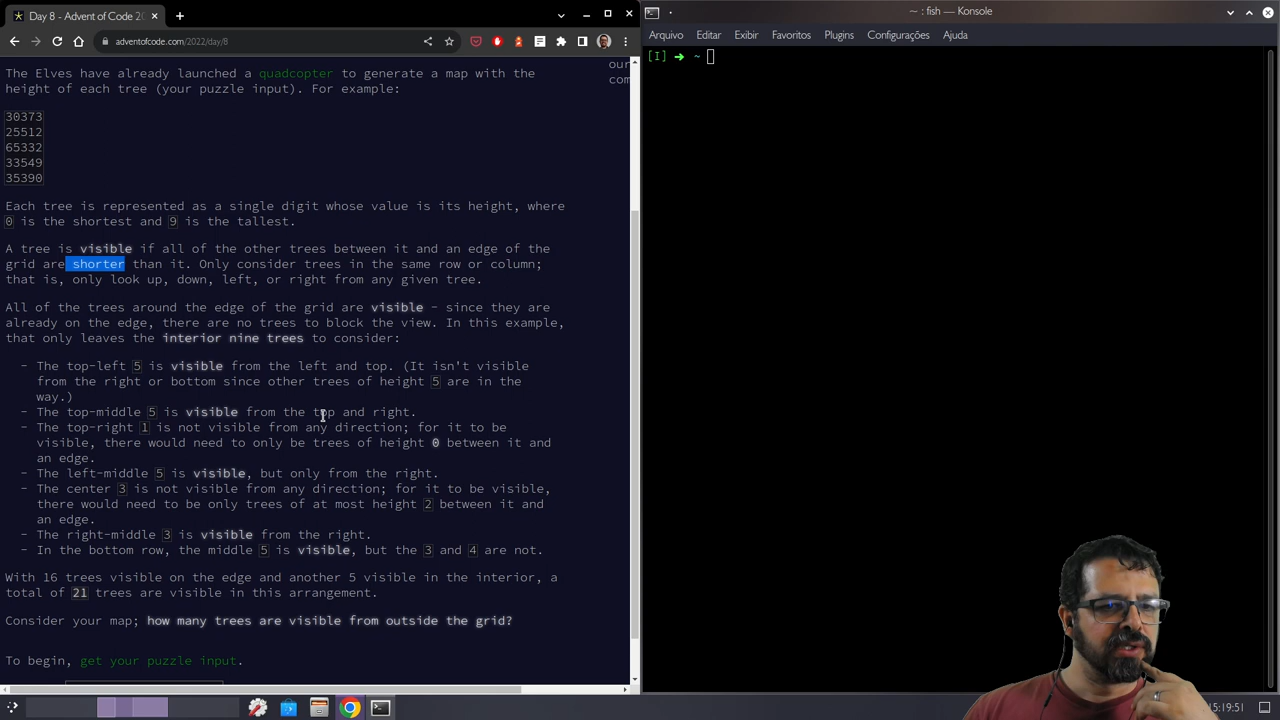 Day 8 - Advent of Code 20
adventofcode.com/2022/day/8
our
com
The Elves have already launched a quadcopter to generate a map with the
height of each tree (your puzzle input). For example:
30373
25512
65332
33549
35390
Each tree is represented as a single digit whose value is its height, where
0 is the shortest and 9 is the tallest.
A tree is visible if all of the other trees between it and an edge of the
grid are shorter than it. Only consider trees in the same row or column;
that is, only look up, down, left, or right from any given tree.
All of the trees around the edge of the grid are visible - since they are
already on the edge, there are no trees to block the view. In this example,
that only leaves the interior nine trees to consider:
- The top-left 5 is visible from the left and top. (It isn't visible
from the right or bottom since other trees of height 5 are in the
way.)
- The top-middle 5 is visible from the top and right.
- The top-right 1 is not visible from any direction; for it to be
visible, there would need to only be trees of height 0 between it and
an edge.
- The left-middle 5 is visible, but only from the right.
- The center 3 is not visible from any direction; for it to be visible,
there would need to be only trees of at most height 2 between it and
an edge.
- The right-middle 3 is visible from the right.
- In the bottom row, the middle 5 is visible, but the 3 and 4 are not.
With 16 trees visible on the edge and another 5 visible in the interior, a
total of 21 trees are visible in this arrangement.
Consider your map; how many trees are visible from outside the grid?
To begin, get your puzzle input.
~ : fish — Konsole
Arquivo Editar Exibir Favoritos Plugins Configurações Ajuda
[I] ➜ ~
15:19:51